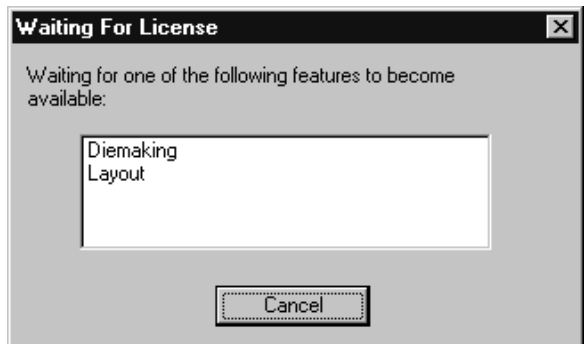 Waiting For License
Waiting for one of the following features to become
available:
Diemaking
Layout
Cancel